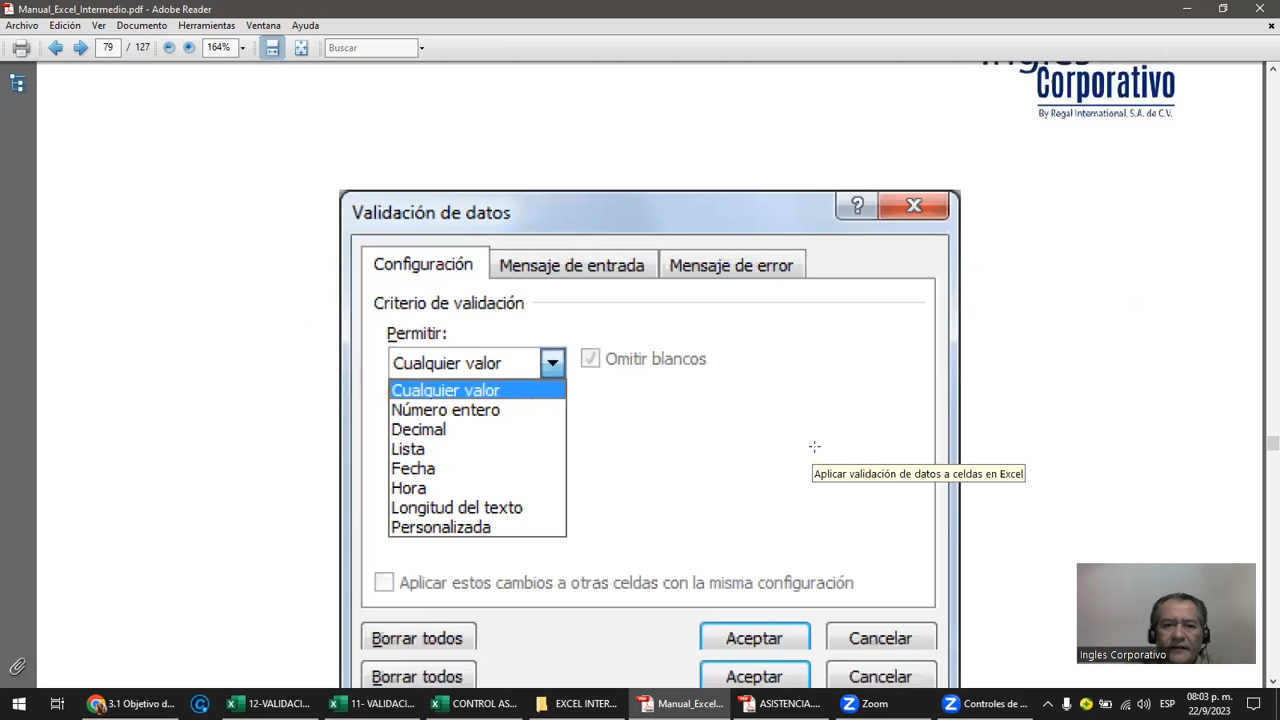 Manual_Excel_Intermedio.pdf - Adobe Reader
Archivo Edición Ver Documento Herramientas Ventana Ayuda
79 / 127 164% Buscar
Ingles
Corporativo
By Regal International, S.A. de C.V.
Validación de datos
Configuración Mensaje de entrada Mensaje de error
Criterio de validación
Permitir:
Cualquier valor Omitir blancos
Cualquier valor
Número entero
Decimal
Lista
Fecha
Hora
Longitud del texto
Personalizada
Aplicar validación de datos a celdas en Excel
Aplicar estos cambios a otras celdas con la misma configuración
Borrar todos Aceptar Cancelar
Borrar todos Aceptar Cancelar
Ingles Corporativo
3.1 Objetivo d... 12-VALIDACI... 11- VALIDACI... CONTROL AS... EXCEL INTER... Manual_Excel... ASISTENCIA.... Zoom Controles de ... ESP 08:03 p. m.
22/9/2023